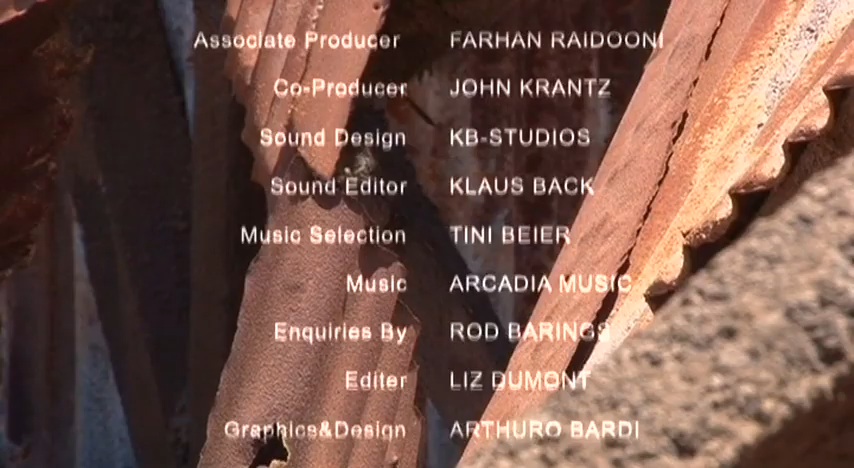 Associate Producer FARHAN RAIDOONI
Co-Producer JOHN KRANTZ
Sound Design KB-STUDIOS
Sound Editor KLAUS BACK
Music Selection TINI BEIER
Music ARCADIA MUSIC
Enquiries By ROD BARINGS
Editer LIZ DUMONT
Graphics&Design ARTHURO BARDI